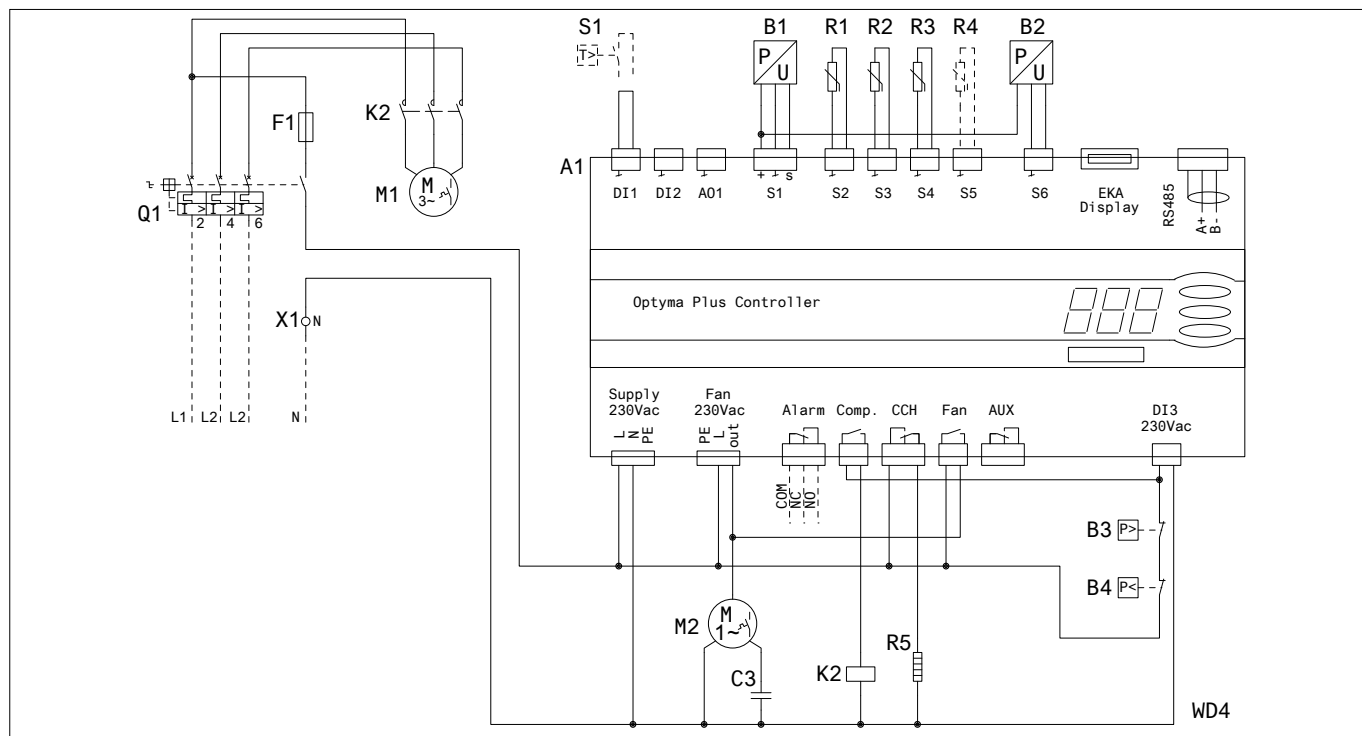 S1 B1 R1 R2 R3 R4 B2
T> P U P U
F1 K2
A1
M1 M 3~
Q1
I > I > I >
2 4 6
+ s
DI1 DI2 AO1 S1 S2 S3 S4 S5 S6 EKA Display RS485 A+ B-
Optyma Plus Controller
X1 N
L1 L2 L2 N
Supply 230Vac
Fan 230Vac
Alarm Comp. CCH Fan AUX
DI3 230Vac
L N PE
PE L out
COM NC NO
B3 P>
B4 P<
M2 M 1~
R5
C3 K2
WD4